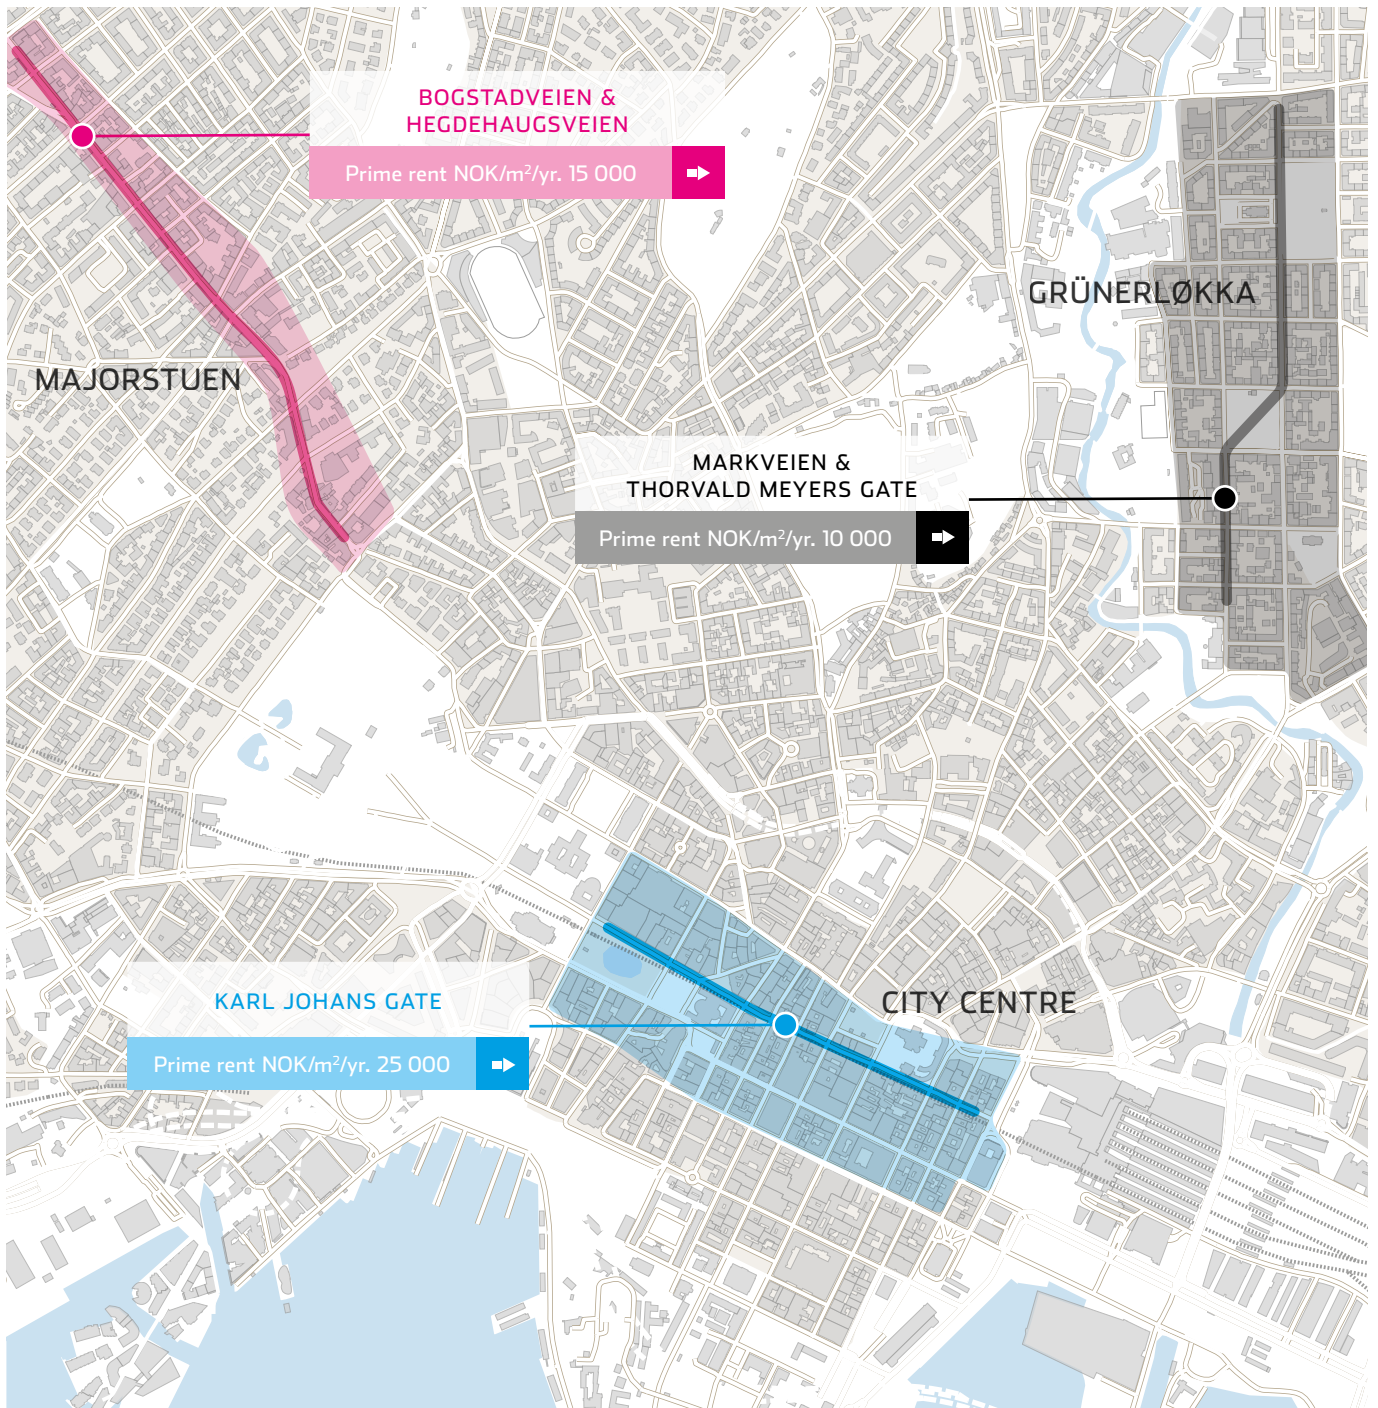 BOGSTADVEIEN &
HEGDEHAUGSVEIEN
Prime rent NOK/m²/yr. 15 000
GRÜNERLØKKA
MAJORSTUEN
MARKVEIEN &
THORVALD MEYERS GATE
Prime rent NOK/m²/yr. 10 000
KARL JOHANS GATE
CITY CENTRE
Prime rent NOK/m²/yr. 25 000